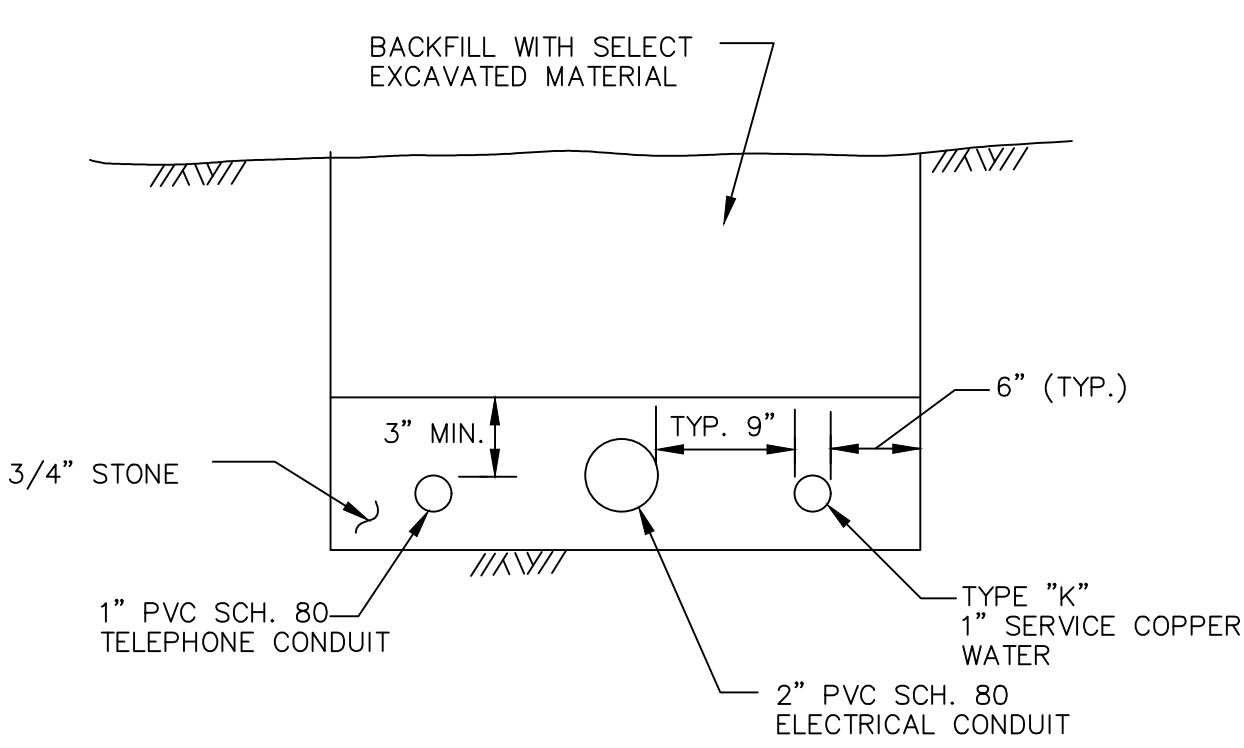 BACKFILL WITH SELECT
EXCAVATED MATERIAL
6” (TYP.)
TYP. 9”
3” MIN.
3/4” STONE
1” PVC SCH. 80
TELEPHONE CONDUIT
TYPE ”K”
1” SERVICE COPPER
WATER
2” PVC SCH. 80
ELECTRICAL CONDUIT